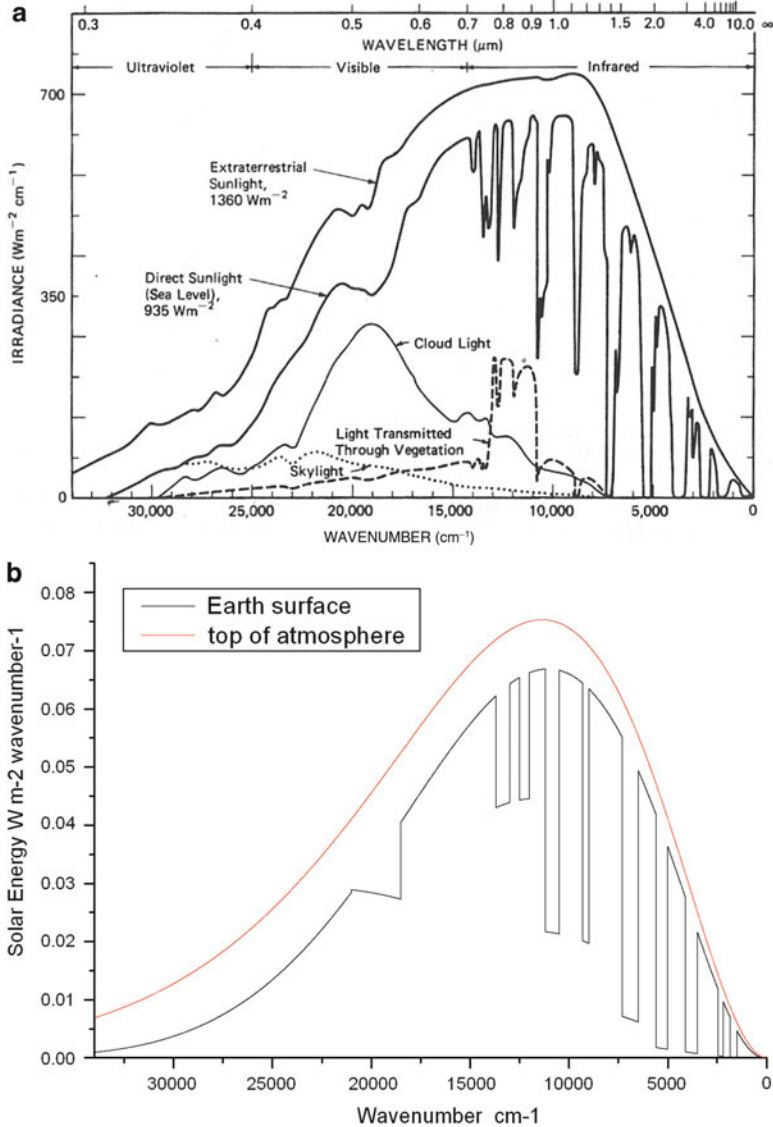 a
0.3 0.4 0.5 0.6 0.7 0.8 0.9 1.0 1.5 2.0 4.0 10.0 ∞
WAVELENGTH (μm)
Ultraviolet Visible Infrared
700
350
0
IRRADIANCE (Wm⁻² cm⁻¹)
Extraterrestrial
Sunlight,
1360 Wm⁻²
Direct Sunlight
(Sea Level),
935 Wm⁻²
Cloud Light
Light Transmitted
Through Vegetation
Skylight
30,000 25,000 20,000 15,000 10,000 5,000 0
WAVENUMBER (cm⁻¹)
b
Earth surface
top of atmosphere
0.08
0.07
0.06
0.05
0.04
0.03
0.02
0.01
0.00
Solar Energy W m-2 wavenumber-1
30000 25000 20000 15000 10000 5000 0
Wavenumber cm-1